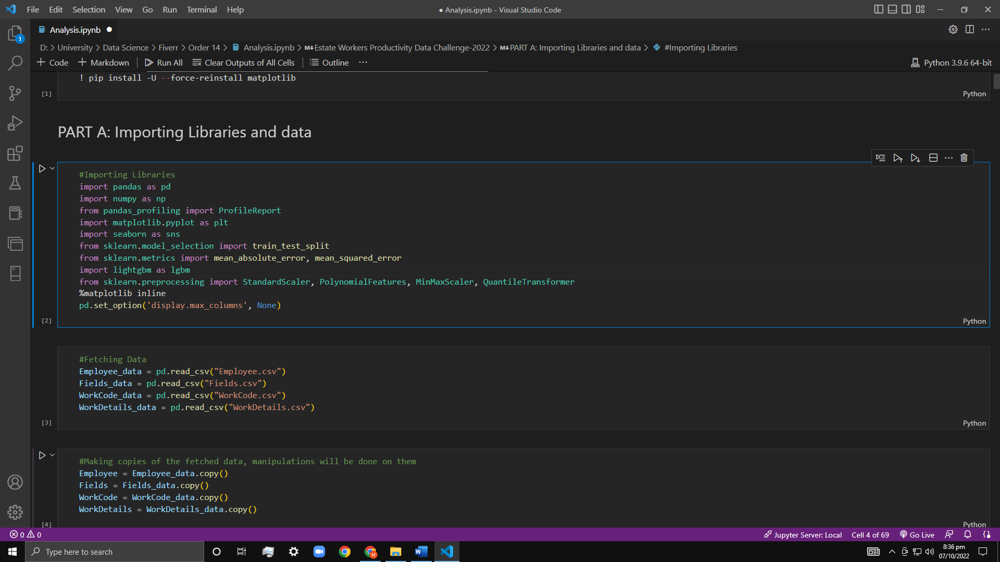 File Edit Selection View Go Run Terminal Help
● Analysis.ipynb - Visual Studio Code
1
Analysis.ipynb ●
D: > University > Data Science > Fiverr > Order 14 > Analysis.ipynb > M↓Estate Workers Productivity Data Challenge-2022 > M↓PART A: Importing Libraries and data > #Importing Libraries
+ Code + Markdown | Run All Clear Outputs of All Cells | Outline ···
Python 3.9.6 64-bit
! pip install -U --force-reinstall matplotlib
[1]
Python
PART A: Importing Libraries and data
#Importing Libraries
import pandas as pd
import numpy as np
from pandas_profiling import ProfileReport
import matplotlib.pyplot as plt
import seaborn as sns
from sklearn.model_selection import train_test_split
from sklearn.metrics import mean_absolute_error, mean_squared_error
import lightgbm as lgbm
from sklearn.preprocessing import StandardScaler, PolynomialFeatures, MinMaxScaler, QuantileTransformer
%matplotlib inline
pd.set_option('display.max_columns', None)
[2]
Python
#Fetching Data
Employee_data = pd.read_csv("Employee.csv")
Fields_data = pd.read_csv("Fields.csv")
WorkCode_data = pd.read_csv("WorkCode.csv")
WorkDetails_data = pd.read_csv("WorkDetails.csv")
[3]
Python
#Making copies of the fetched data, manipulations will be done on them
Employee = Employee_data.copy()
Fields = Fields_data.copy()
WorkCode = WorkCode_data.copy()
WorkDetails = WorkDetails_data.copy()
[4]
Python
0 0
Jupyter Server: Local Cell 4 of 69 Go Live
Type here to search
M
W
8:36 pm
07/10/2022